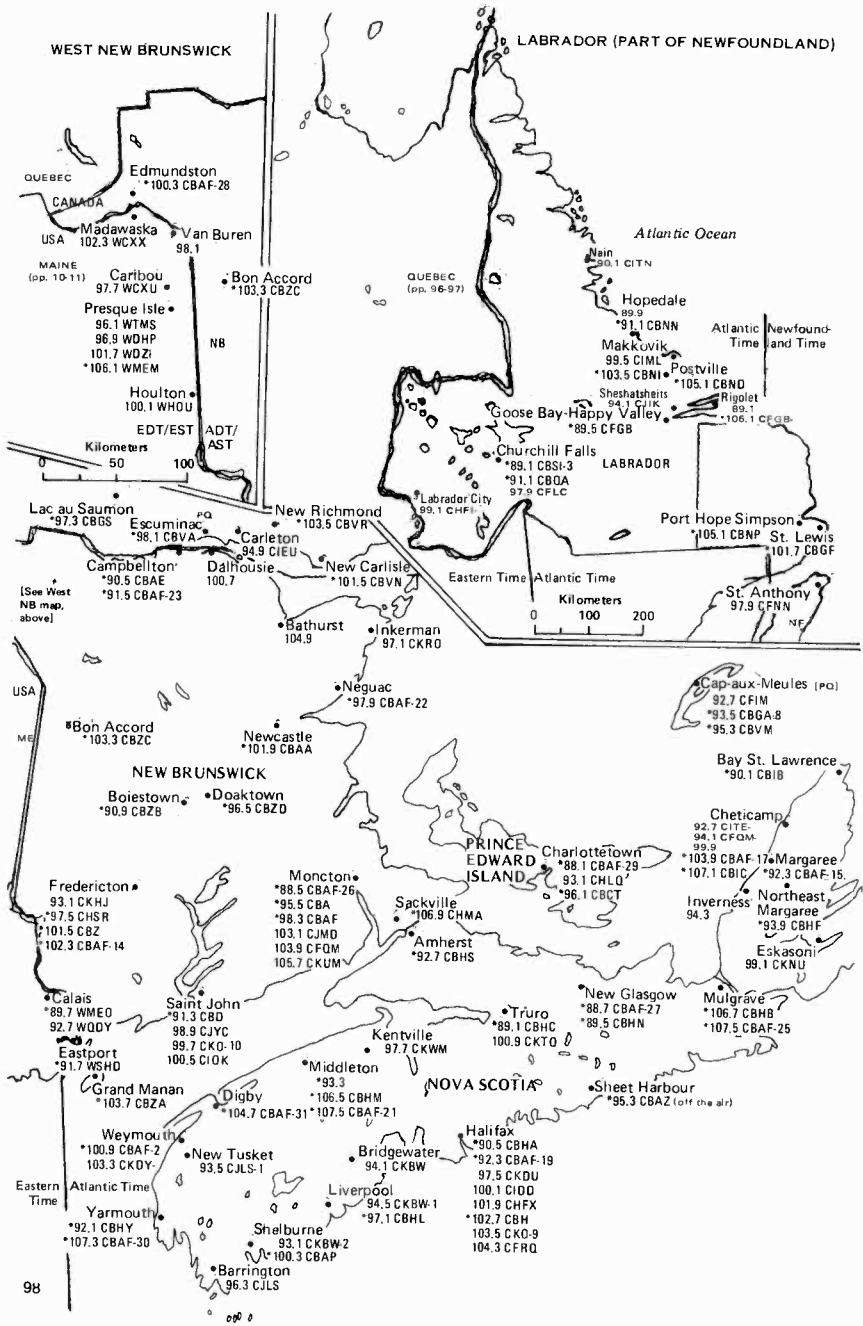 WEST NEW BRUNSWICK
LABRADOR (PART OF NEWFOUNDLAND)
QUEBEC
Edmundston
*100.3 CBAF-28
CANADA
USA
Madawaska
102.3 WCXX
Van Buren
98.1
MAINE
(pp. 10-11)
Caribou
97.7 WCXU
Bon Accord
*103.3 CBZC
Presque Isle
96.1 WTMS
96.9 WDHP
101.7 WDZI
*106.1 WMEM
NB
Houlton
100.1 WHOU
EDT/EST
ADT/
AST
Kilometers
0 50 100
QUEBEC
(pp. 96-97)
Atlantic Ocean
Nain
90.1 CITN
Hopedale
89.9
*91.1 CBNN
Atlantic
Time
Newfound-
land Time
Makkovik
99.5 CIML
*103.5 CBNI
Postville
*105.1 CBND
Sheshatsheits
94.1 CJIK
Rigolet
89.1
*106.1 CFGB-
Goose Bay-Happy Valley
*89.5 CFGB
Churchill Falls
*89.1 CBSI-3
*91.1 CBQA
97.9 CFLC
LABRADOR
Labrador City
99.1
Port Hope Simpson
*105.1 CBNP
St. Lewis
101.7 CBGF
Eastern Time
Atlantic Time
Kilometers
0 100 200
St. Anthony
97.9 CFNN
NF
Lac au Saumon
*97.3 CBGS
PQ
Escuminac
*98.1 CBVA
New Richmond
*103.5 CBVR
Carleton
94.9 CIEU
Campbellton
*90.5 CBAE
*91.5 CBAF-23
Dalhousie
100.7
New Carlisle
*101.5 CBVN
[See West
NB map,
above]
Bathurst
104.9
Inkerman
97.1 CKRO
USA
ME
Neguac
*97.9 CBAF-22
Cap-aux-Meules [PQ]
92.7 CFIM
*93.5 CBGA-8
*95.3 CBVM
Bon Accord
*103.3 CBZC
Newcastle
*101.9 CBAA
Bay St. Lawrence
*90.1 CBIB
NEW BRUNSWICK
Boiestown
*90.9 CBZB
Doaktown
*96.5 CBZD
Cheticamp
92.7 CITE-
94.1 CFQM-
99.9
*103.9 CBAF-17
*107.1 CBIC
PRINCE
EDWARD
ISLAND
Charlottetown
*88.1 CBAF-29
93.1 CHLQ
*96.1 CBCT
Margaree
*92.3 CBAF-15
Fredericton
93.1 CKHJ
*97.5 CHSR
*101.5 CBZ
*102.3 CBAF-14
Moncton
*88.5 CBAF-26
*95.5 CBA
*98.3 CBAF
103.1 CJMD
103.9 CFQM
105.7 CKUM
Sackville
*106.9 CHMA
Inverness
94.3
Northeast
Margaree
*93.9 CBHF
Amherst
*92.7 CBHS
Eskasoni
99.1 CKNU
Calais
*89.7 WMED
92.7 WQDY
Saint John
*91.3 CBD
98.9 CJYC
99.7 CKO-10
100.5 CIOK
New Glasgow
*88.7 CBAF-27
*89.5 CBHN
Mulgrave
*106.7 CBHB
*107.5 CBAF-25
Truro
*89.1 CBHC
100.9 CKTO
Eastport
*91.7 WSHD
Kentville
97.7 CKWM
Middleton
*93.3
*106.5 CBHM
*107.5 CBAF-21
NOVA SCOTIA
Grand Manan
*103.7 CBZA
Digby
*104.7 CBAF-31
Sheet Harbour
*95.3 CBAZ (off the air)
Weymouth
*100.9 CBAF-2
103.3 CKDY-
New Tusket
93.5 CJLS-1
Bridgewater
94.1 CKBW
Halifax
*90.5 CBHA
*92.3 CBAF-19
97.5 CKDU
100.1 CIOO
101.9 CHFX
*102.7 CBH
103.5 CKO-9
104.3 CFRQ
Eastern
Time
Atlantic Time
Liverpool
94.5 CKBW-1
*97.1 CBHL
Yarmouth
*92.1 CBHY
*107.3 CBAF-30
Shelburne
93.1 CKBW-2
*100.3 CBAP
Barrington
96.3 CJLS
98